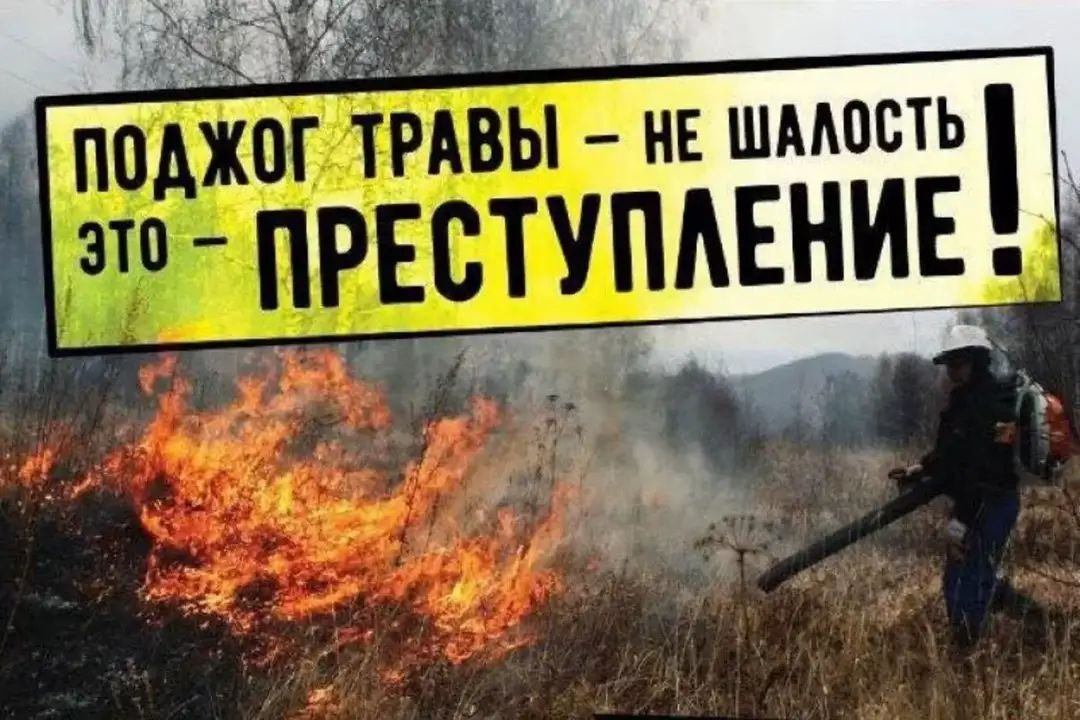 ПОДЖОГ ТРАВЫ – НЕ ШАЛОСТЬ
ЭТО – ПРЕСТУПЛЕНИЕ!